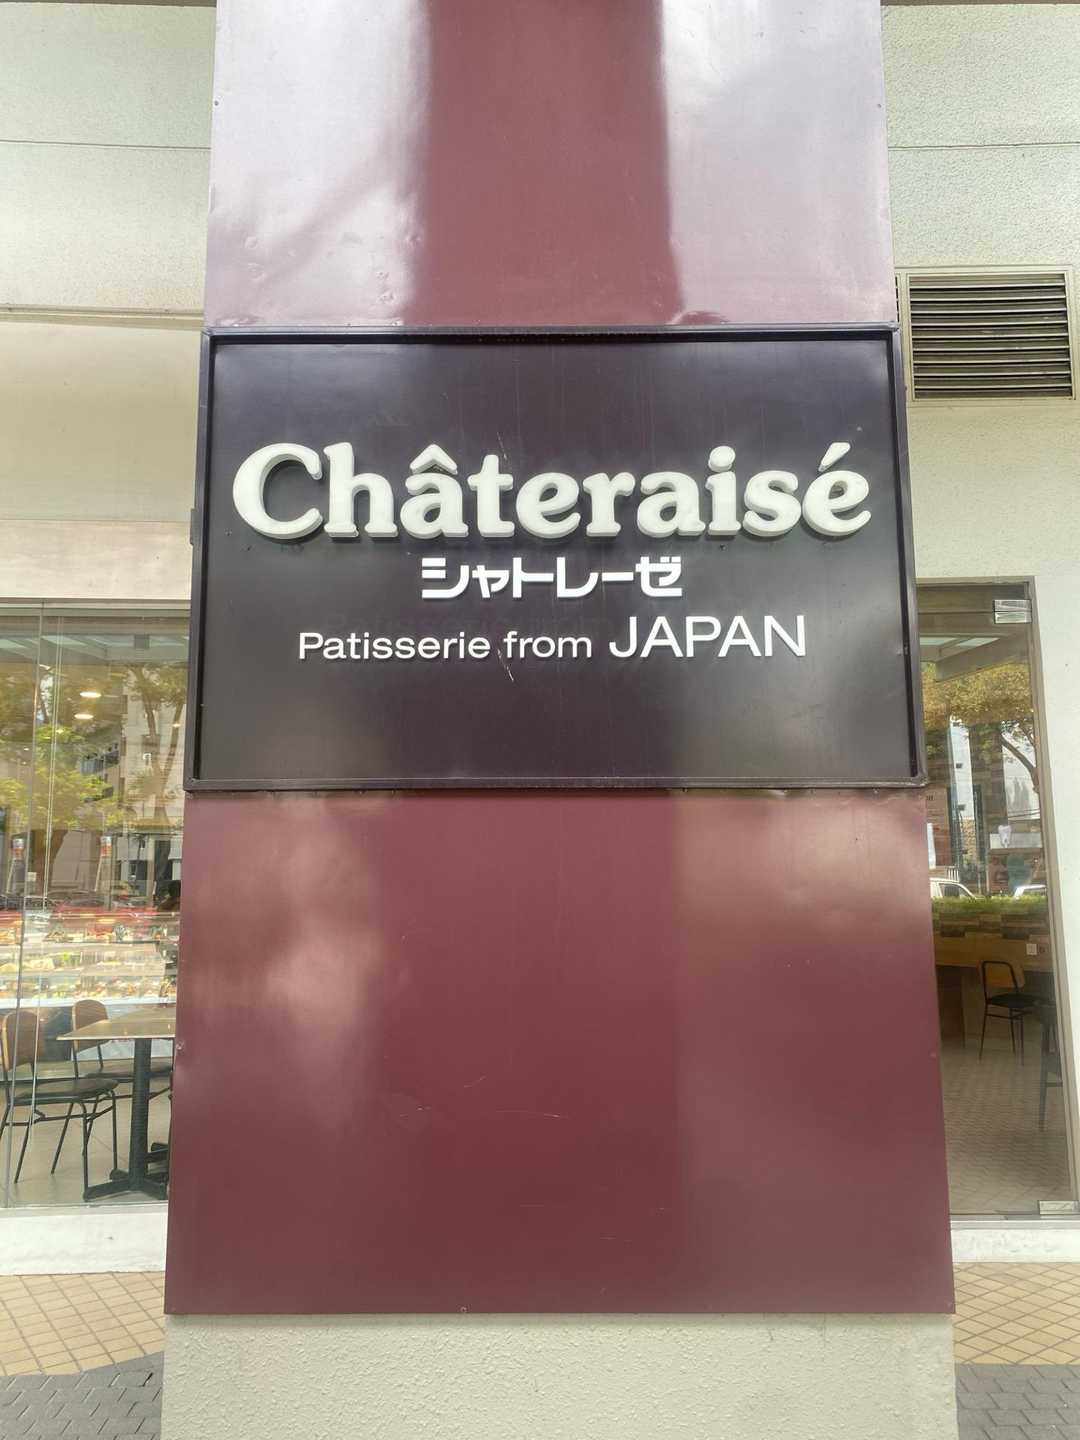 Châteraisé
シャトレーゼ
Patisserie from JAPAN